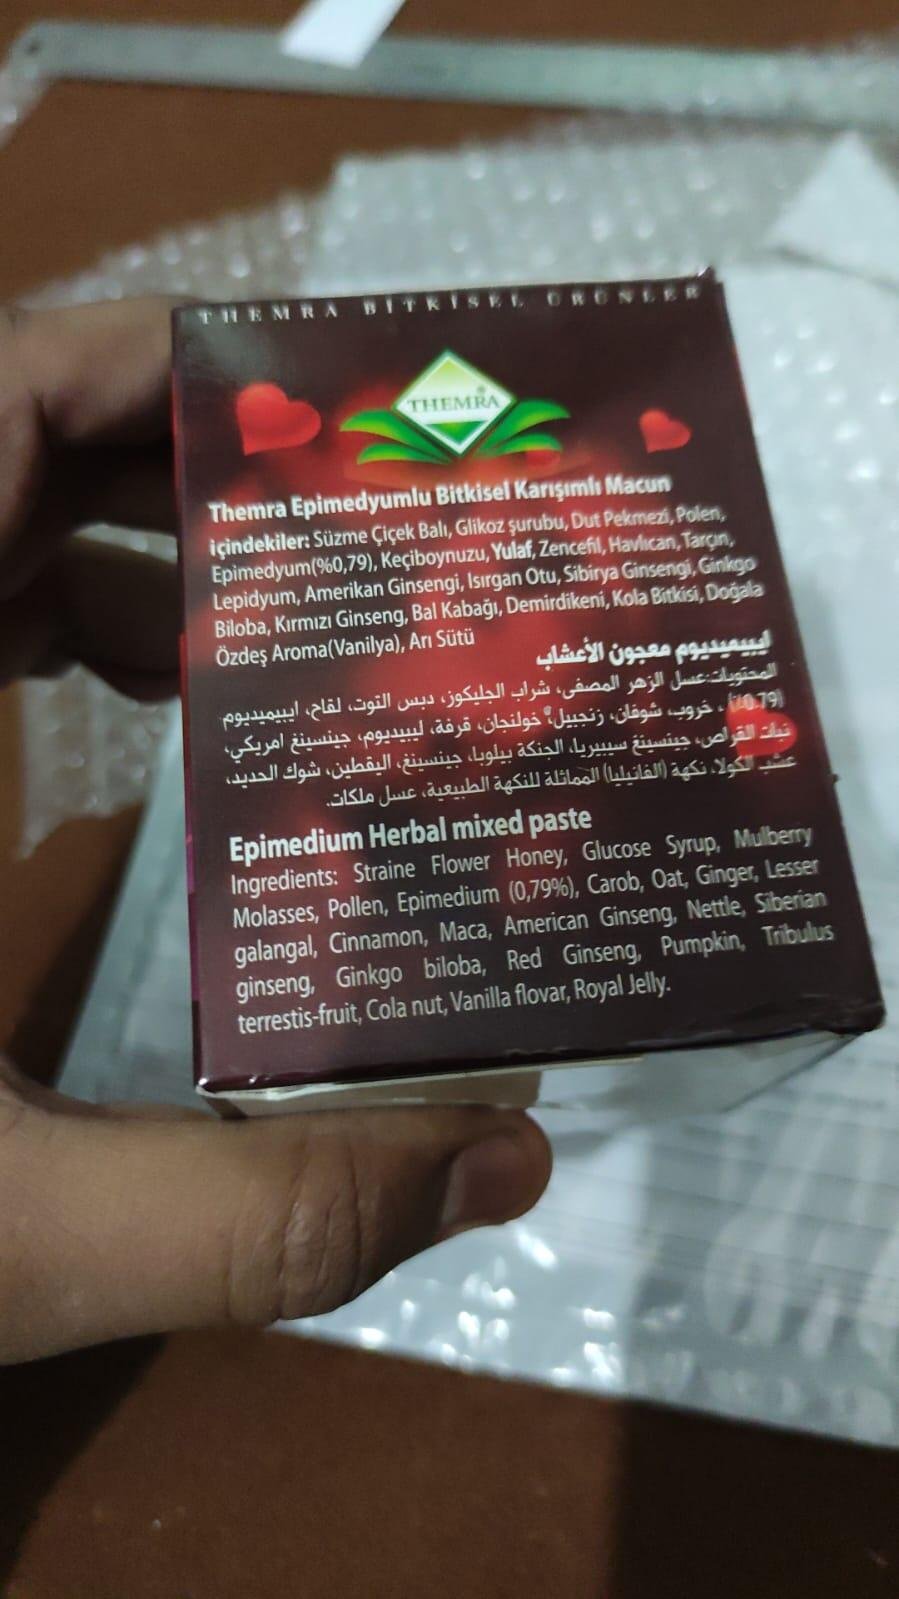 THEMRA BİTKİSEL ÜRÜNLER
THEMRA®
Themra Epimedyumlu Bitkisel Karışımlı Macun
içindekiler: Süzme Çiçek Balı, Glikoz şurubu, Dut Pekmezi, Polen,
Epimedyum(%0,79), Keçiboynuzu, Yulaf, Zencefil, Havlıcan, Tarçın,
Lepidyum, Amerikan Ginsengi, Isırgan Otu, Sibirya Ginsengi, Ginkgo
Biloba, Kırmızı Ginseng, Bal Kabağı, Demirdikeni, Kola Bitkisi, Doğala
Özdeş Aroma(Vanilya), Arı Sütü
ايبيميديوم معجون الأعشاب
المحتويات:عسل الزهر المصفى، شراب الجليكوز، دبس التوت، لقاح، ايبيميديوم
(0.79٪)، خروب، شوفان، زنجبيل، خولنجان، قرفة، ليبيديوم، جينسينغ امريكي،
نبات القراص، جينسينغ سيبيريا، الجنكة بيلوبا، جينسينغ، اليقطين، شوك الحديد،
عشب الكولا، نكهة (الفانيليا) المماثلة للنكهة الطبيعية، عسل ملكات.
Epimedium Herbal mixed paste
Ingredients: Straine Flower Honey, Glucose Syrup, Mulberry
Molasses, Pollen, Epimedium (0,79%), Carob, Oat, Ginger, Lesser
galangal, Cinnamon, Maca, American Ginseng, Nettle, Siberian
ginseng, Ginkgo biloba, Red Ginseng, Pumpkin, Tribulus
terrestis-fruit, Cola nut, Vanilla flovar, Royal Jelly.